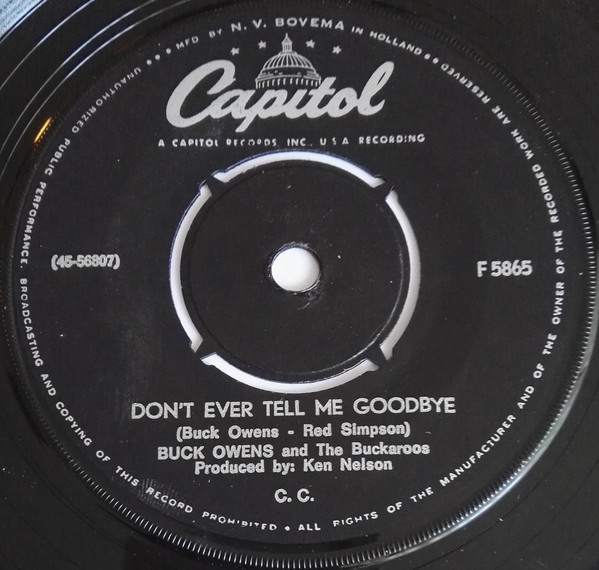 MFD BY N. V. BOVEMA IN HOLLAND
Capitol
A CAPITOL RECORDS INC., U S A RECORDING
(45-56807)
F 5865
DON'T EVER TELL ME GOODBYE
(Buck Owens - Red Simpson)
BUCK OWENS and The Buckaroos
Produced by: Ken Nelson
C. C.
UNAUTHORIZED PUBLIC PERFORMANCE, BROADCASTING AND COPYING OF THIS RECORD PROHIBITED • ALL RIGHTS OF THE MANUFACTURER AND OF THE OWNER OF THE RECORDED WORK ARE RESERVED